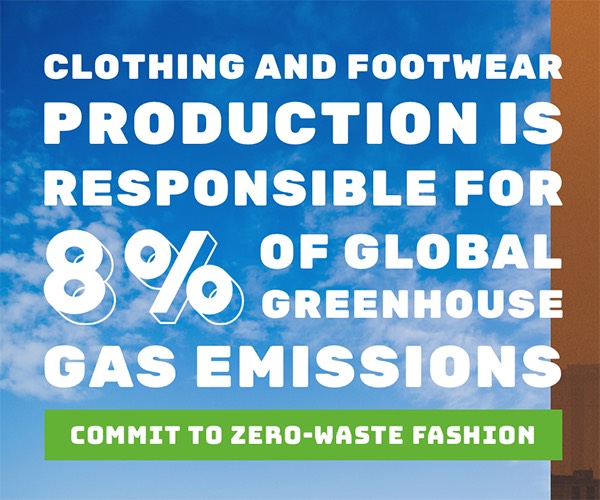 CLOTHING AND FOOTWEAR
PRODUCTION IS
RESPONSIBLE FOR
8% OF GLOBAL
GREENHOUSE
GAS EMISSIONS
COMMIT TO ZERO-WASTE FASHION